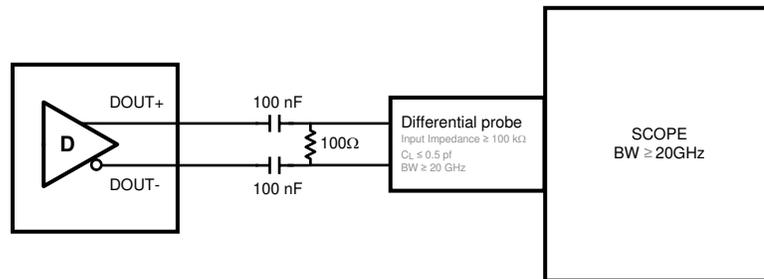 DOUT+
D
DOUT-
100 nF
100Ω
100 nF
Differential probe
Input Impedance ≥ 100 kΩ
CL ≤ 0.5 pf
BW ≥ 20 GHz
SCOPE
BW ≥ 20GHz